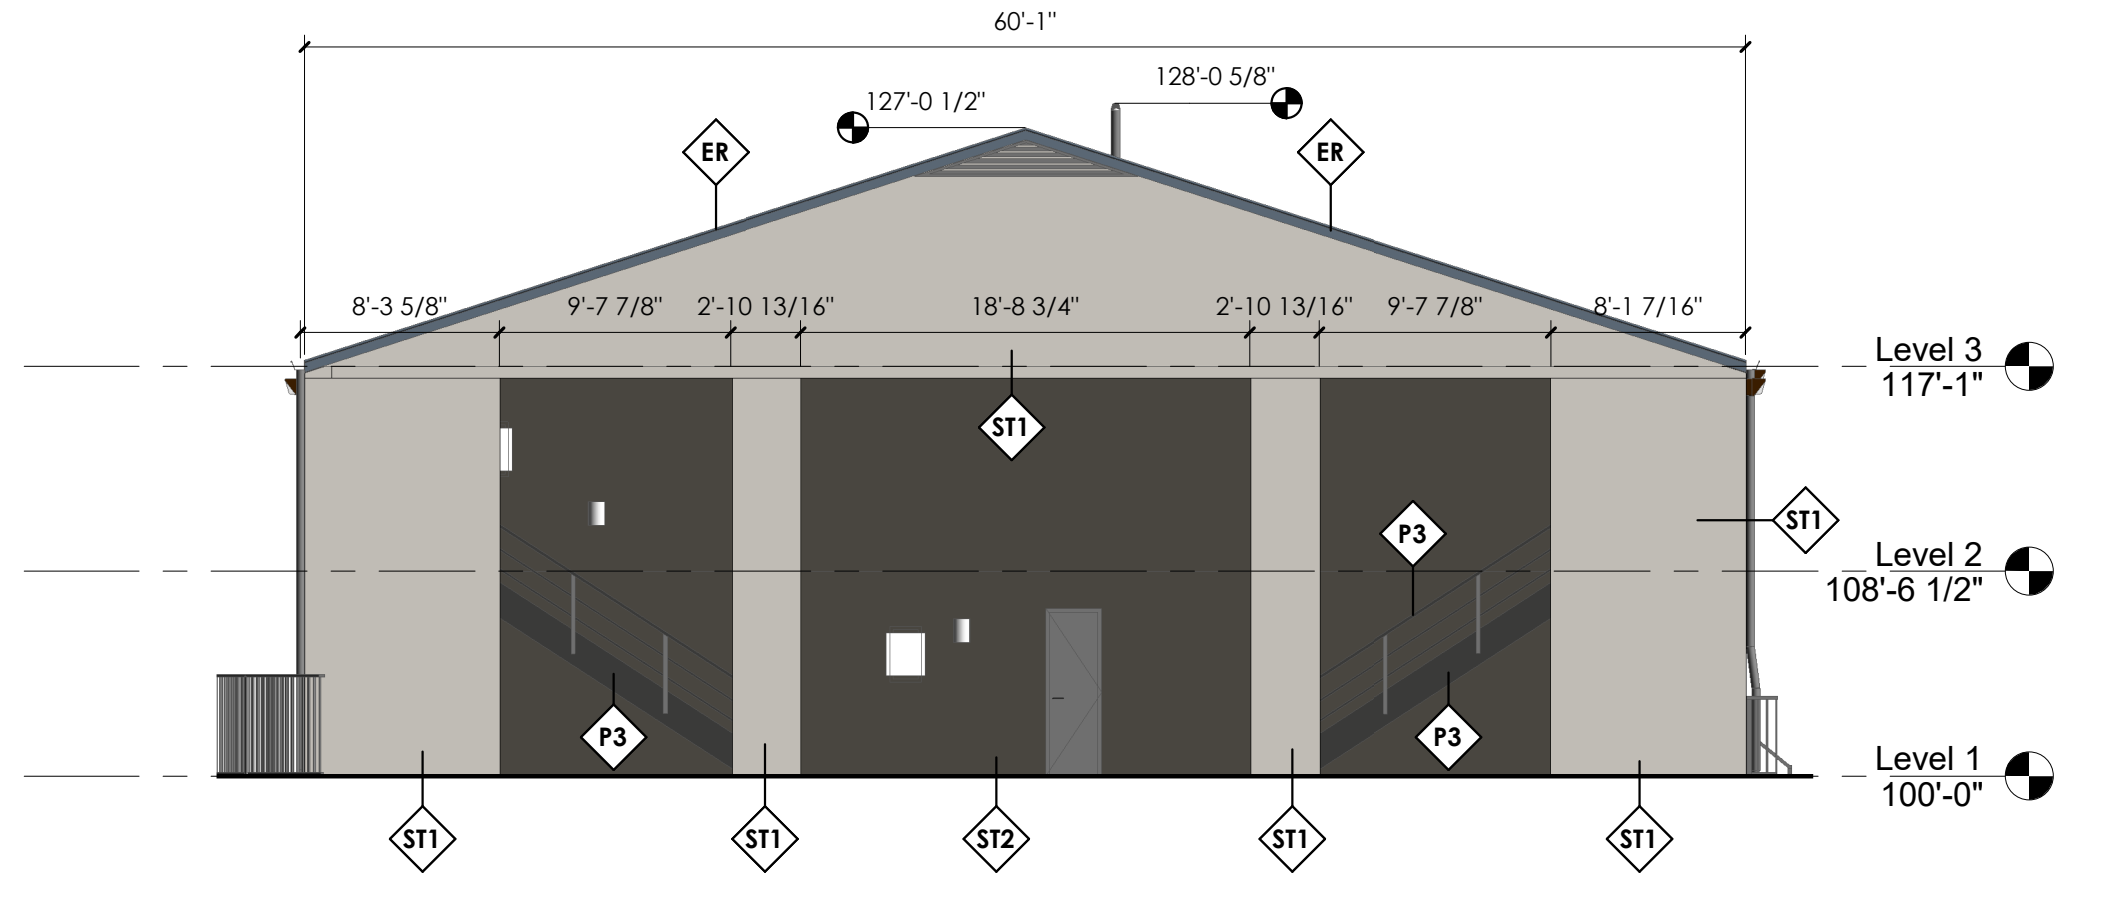 60'-1"
128'-0 5/8"
127'-0 1/2"
ER
ER
8'-3 5/8"
9'-7 7/8"
2'-10 13/16"
18'-8 3/4"
2'-10 13/16"
9'-7 7/8"
8'-1 7/16"
Level 3
117'-1"
ST1
ST1
P3
Level 2
108'-6 1/2"
P3
P3
Level 1
100'-0"
ST1
ST1
ST2
ST1
ST1